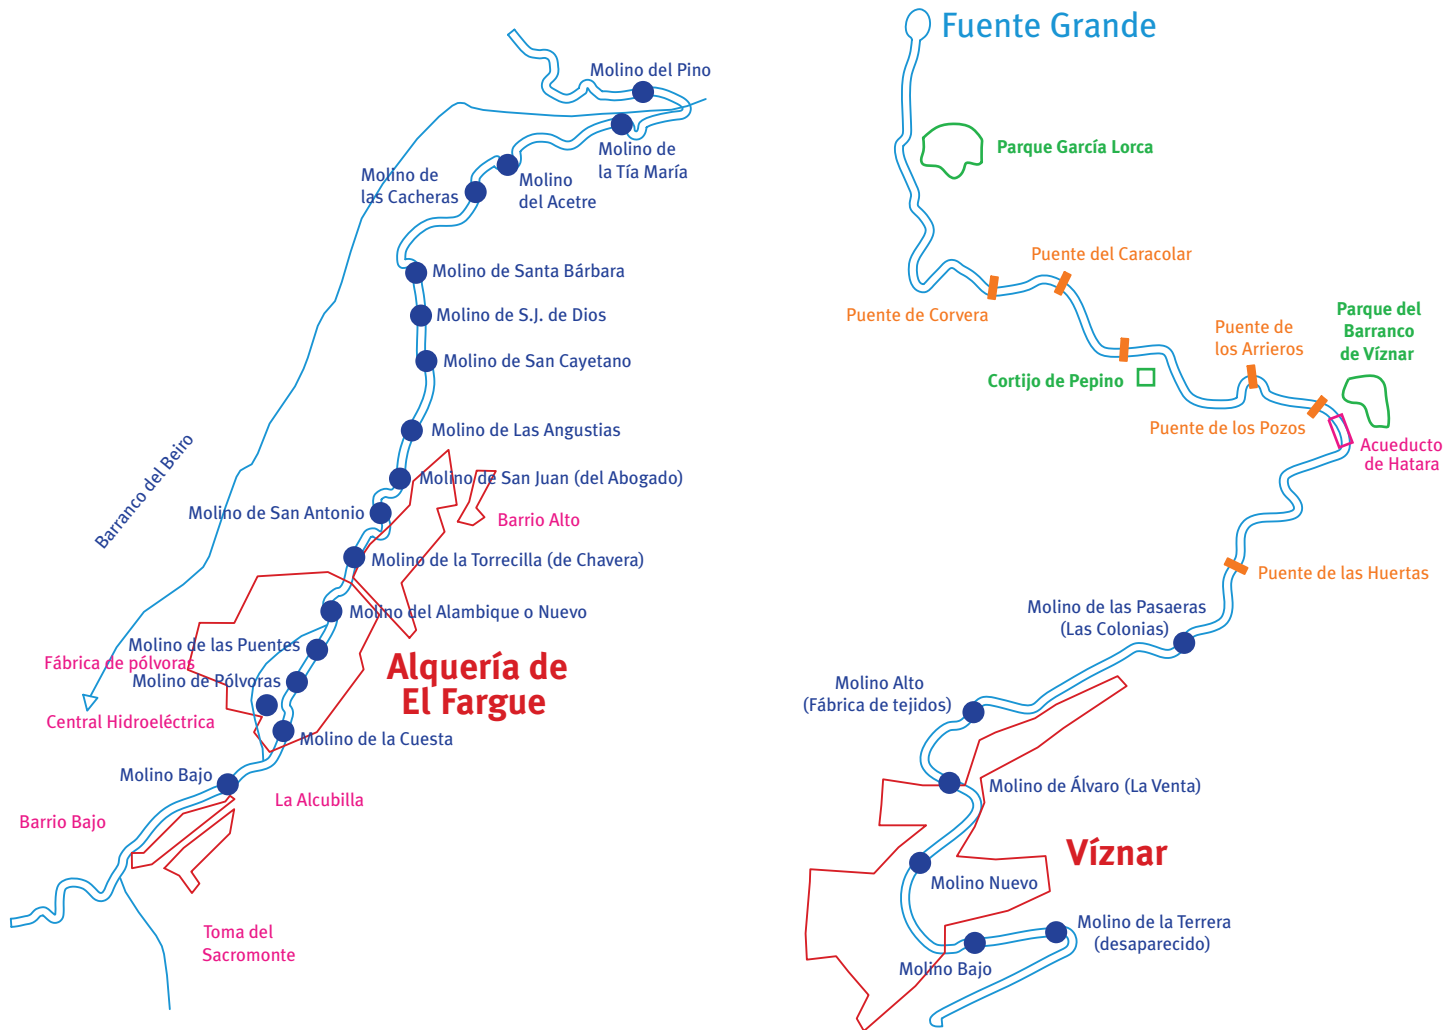 Molino del Pino
Molino de
la Tía María
Molino
del Acetre
Molino de
las Cacheras
Molino de Santa Bárbara
Molino de S.J. de Dios
Molino de San Cayetano
Molino de Las Angustias
Barranco del Beiro
Molino de San Juan (del Abogado)
Molino de San Antonio
Barrio Alto
Molino de la Torrecilla (de Chavera)
Molino del Alambique o Nuevo
Molino de las Puentes
Fábrica de pólvoras
Molino de Pólvoras
Alquería de
El Fargue
Central Hidroeléctrica
Molino de la Cuesta
Molino Bajo
La Alcubilla
Barrio Bajo
Toma del
Sacromonte
Fuente Grande
Parque García Lorca
Puente del Caracolar
Puente de Corvera
Parque del
Barranco
de Víznar
Puente de
los Arrieros
Cortijo de Pepino
Puente de los Pozos
Acueducto
de Hatara
Puente de las Huertas
Molino de las Pasaeras
(Las Colonias)
Molino Alto
(Fábrica de tejidos)
Molino de Álvaro (La Venta)
Víznar
Molino Nuevo
Molino de la Terrera
(desaparecido)
Molino Bajo